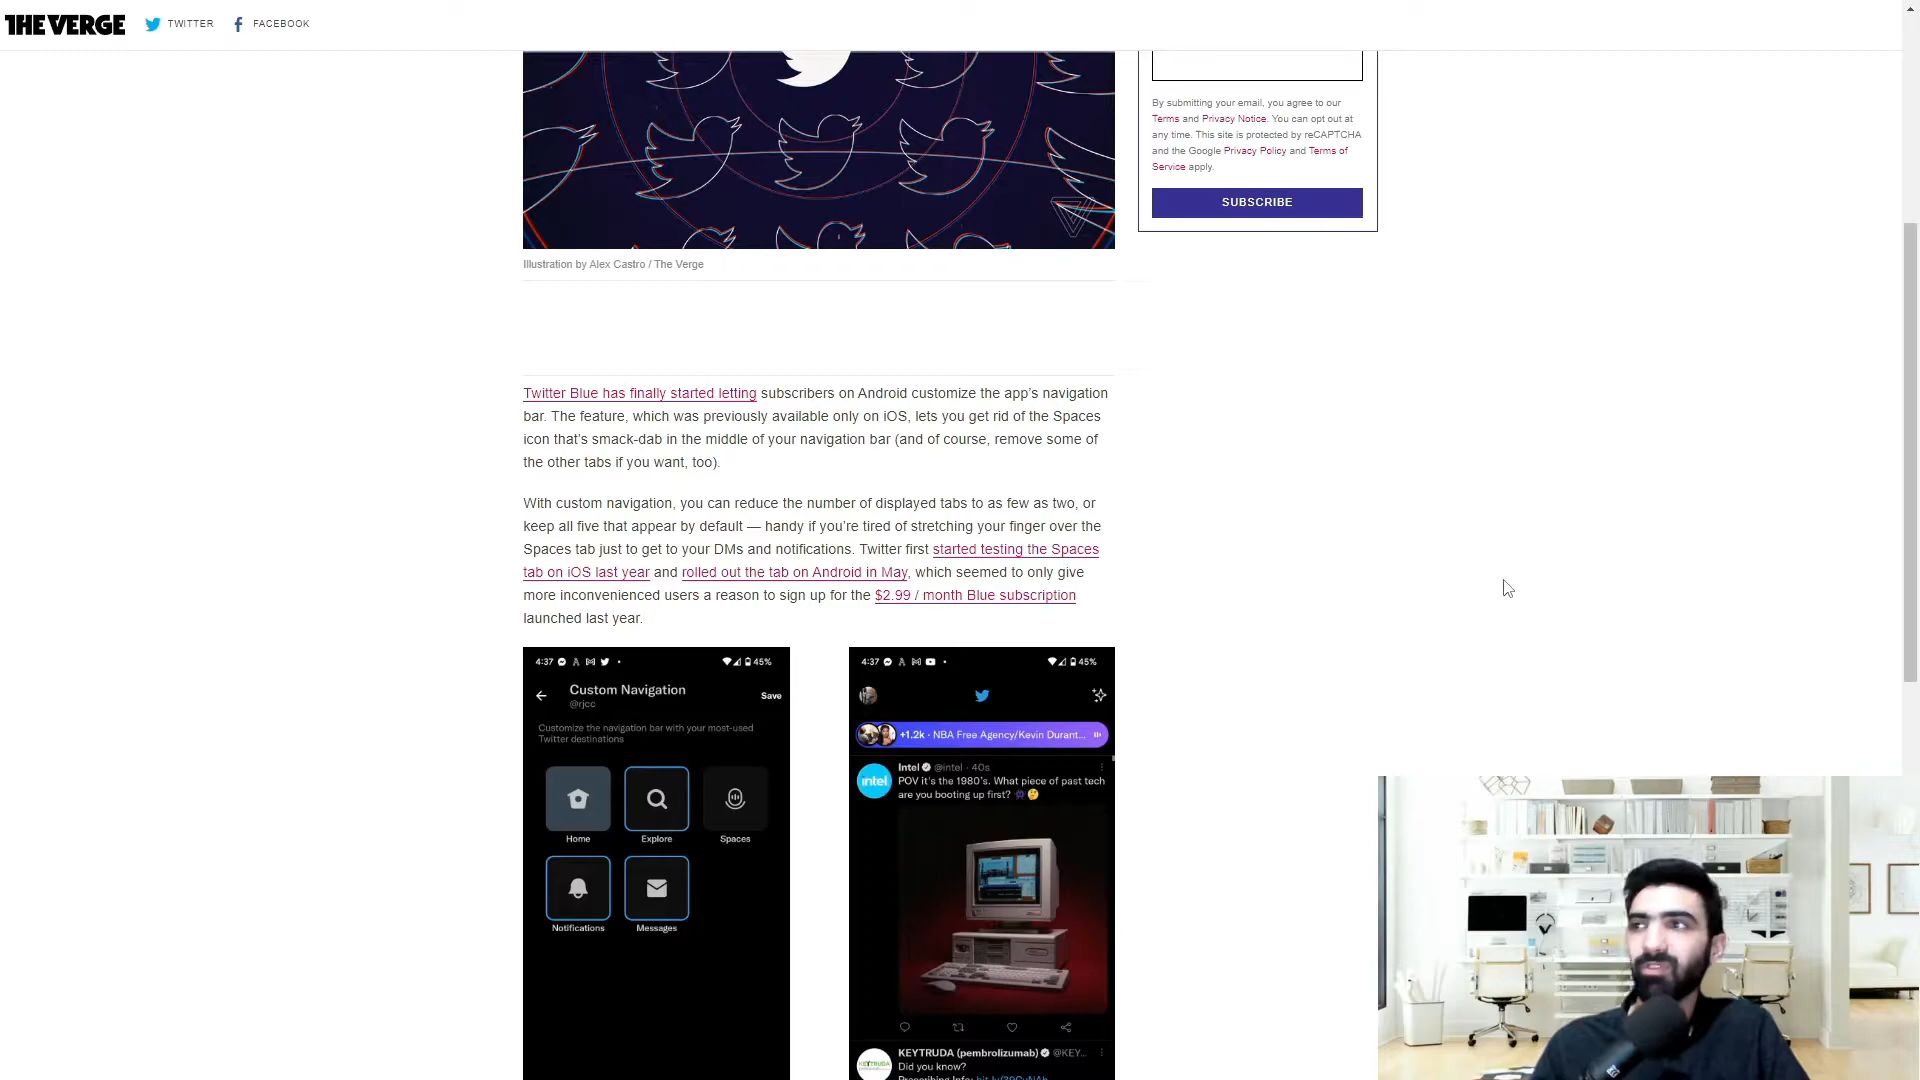 THE VERGE
TWITTER
FACEBOOK
By submitting your email, you agree to our
Terms and Privacy Notice. You can opt out at
any time. This site is protected by reCAPTCHA
and the Google Privacy Policy and Terms of
Service apply.
SUBSCRIBE
Illustration by Alex Castro / The Verge
Twitter Blue has finally started letting subscribers on Android customize the app's navigation
bar. The feature, which was previously available only on iOS, lets you get rid of the Spaces
icon that's smack-dab in the middle of your navigation bar (and of course, remove some of
the other tabs if you want, too).
With custom navigation, you can reduce the number of displayed tabs to as few as two, or
keep all five that appear by default — handy if you're tired of stretching your finger over the
Spaces tab just to get to your DMs and notifications. Twitter first started testing the Spaces
tab on iOS last year and rolled out the tab on Android in May, which seemed to only give
more inconvenienced users a reason to sign up for the $2.99 / month Blue subscription
launched last year.
4:37
45%
Custom Navigation
@rjcc
Save
Customize the navigation bar with your most-used
Twitter destinations
Home
Explore
Spaces
Notifications
Messages
4:37
45%
+1.2k · NBA Free Agency/Kevin Durant...
intel
Intel @intel · 40s
POV it's the 1980's. What piece of past tech
are you booting up first?
KEYTRUDA
KEYTRUDA (pembrolizumab) @KEY...
Did you know?
Prescribing Info: